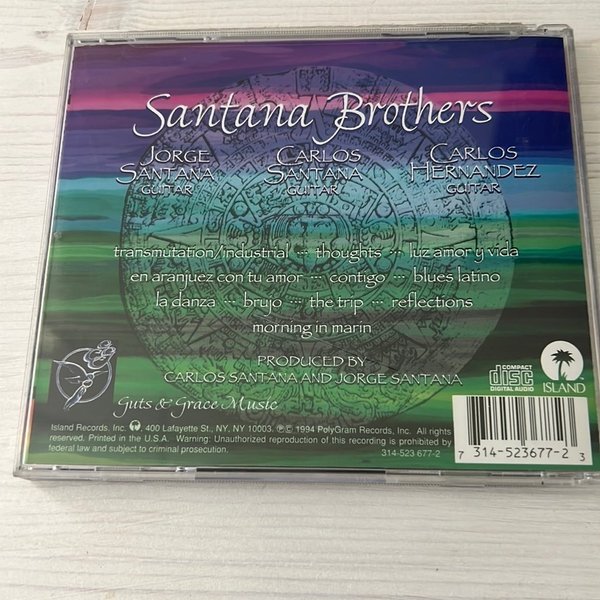 Santana Brothers
JORGE SANTANA GUITAR
CARLOS SANTANA GUITAR
CARLOS HERNANDEZ GUITAR
transmutation/industrial ··· thoughts ··· luz amor y vida
en aranjuez con tu amor ··· contigo ··· blues latino
la danza ··· brujo ··· the trip ··· reflections
morning in marin
PRODUCED BY
CARLOS SANTANA AND JORGE SANTANA
Guts & Grace Music
COMPACT
disc
DIGITAL AUDIO
ISLAND
Island Records, Inc. 400 Lafayette St., NY, NY 10003. ℗© 1994 PolyGram Records, Inc. All rights
reserved. Printed in the U.S.A. Warning: Unauthorized reproduction of this recording is prohibited by
federal law and subject to criminal prosecution.
314-523 677-2
7 314-523677-2 3